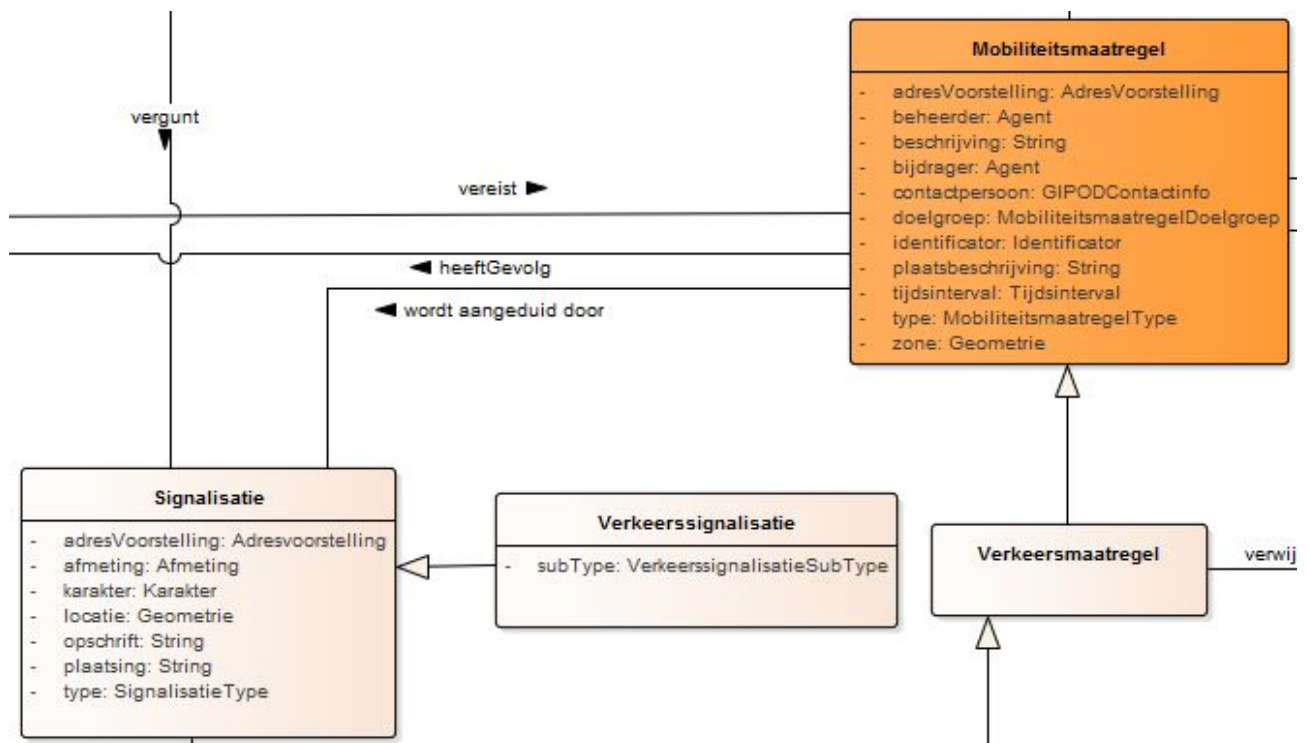 Mobiliteitsmaatregel
- adresVoorstelling: AdresVoorstelling
- beheerder: Agent
- beschrijving: String
- bijdrager: Agent
- contactpersoon: GIPODContactinfo
- doelgroep: MobiliteitsmaatregelDoelgroep
- identificator: Identificator
- plaatsbeschrijving: String
- tijdsinterval: Tijdsinterval
- type: MobiliteitsmaatregelType
- zone: Geometrie
vergunt
vereist
heeftGevolg
wordt aangeduid door
Signalisatie
- adresVoorstelling: Adresvoorstelling
- afmeting: Afmeting
- karakter: Karakter
- locatie: Geometrie
- opschrift: String
- plaatsing: String
- type: SignalisatieType
Verkeerssignalisatie
- subType: VerkeerssignalisatieSubType
Verkeersmaatregel
verwij